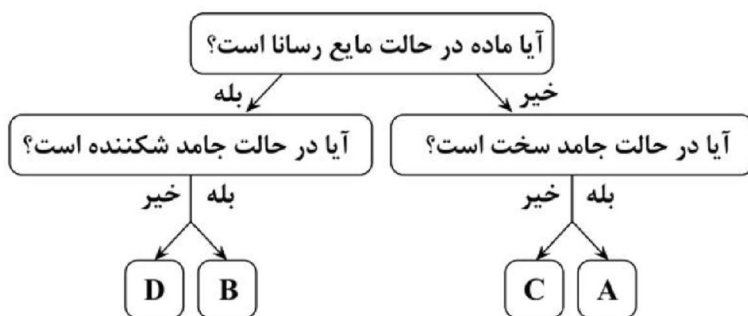 آیا ماده در حالت مایع رسانا است؟
خیر
بله
آیا در حالت جامد سخت است؟
آیا در حالت جامد شکننده است؟
بله
خیر
بله
خیر
A
C
B
D